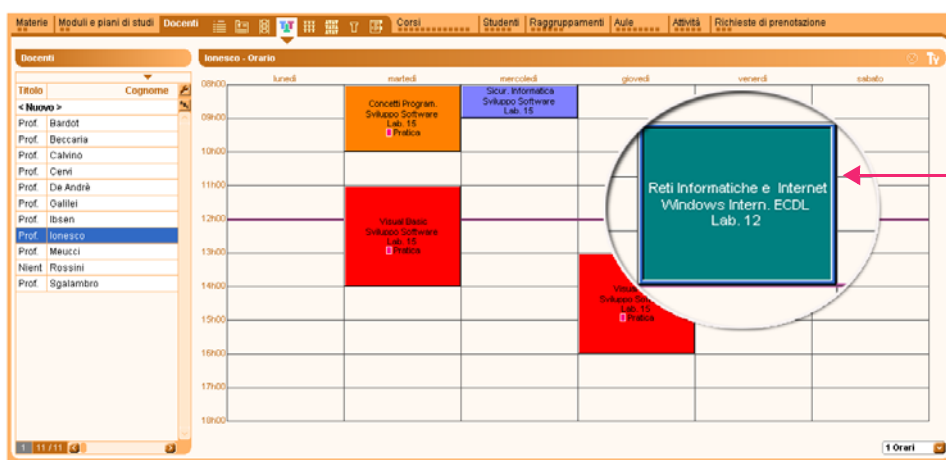 Materie
Moduli e piani di studi
Docenti
Corsi
Studenti
Raggruppamenti
Aule
Attività
Richieste di prenotazione
Docenti
Ionesco - Orario
Titolo Cognome
< Nuovo >
Prof. Bardot
Prof. Beccaria
Prof. Calvino
Prof. Cervi
Prof. De Andrè
Prof. Galilei
Prof. Ibsen
Prof. Ionesco
Prof. Meucci
Nient Rossini
Prof. Sgalambro
1 11/11
lunedì martedì mercoledì giovedì venerdì sabato
08h00
09h00
10h00
11h00
12h00
13h00
14h00
15h00
16h00
17h00
18h00
Concetti Program.
Sviluppo Software
Lab. 15
Pratica
Sicur. Informatica
Sviluppo Software
Lab. 15
Visual Basic
Sviluppo Software
Lab. 15
Pratica
Lab. 15
Pratica
Reti Informatiche e Internet
Windows Intern. ECDL
Lab. 12
1 Orari